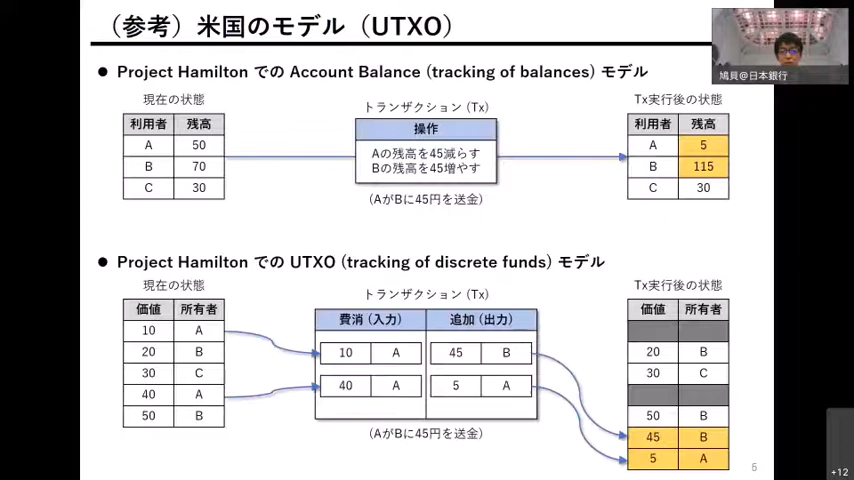 （参考）米国のモデル（UTXO）
鳩貝@日本銀行
● Project Hamilton での Account Balance (tracking of balances) モデル
現在の状態
トランザクション (Tx)
Tx実行後の状態
利用者 残高
A 50
B 70
C 30
操作
Aの残高を45減らす
Bの残高を45増やす
(AがBに45円を送金)
利用者 残高
A 5
B 115
C 30
● Project Hamilton での UTXO (tracking of discrete funds) モデル
現在の状態
トランザクション (Tx)
Tx実行後の状態
価値 所有者
10 A
20 B
30 C
40 A
50 B
費消 (入力) 追加 (出力)
10 A 45 B
40 A 5 A
(AがBに45円を送金)
価値 所有者
20 B
30 C
50 B
45 B
5 A
6
+12